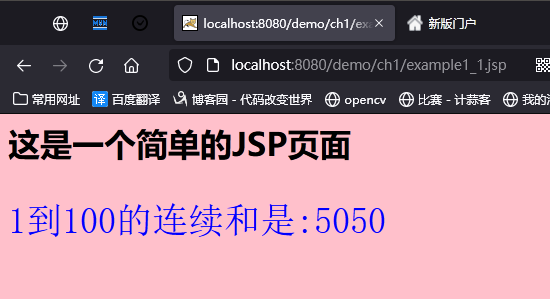 localhost:8080/demo/ch1/exa
新版门户
localhost:8080/demo/ch1/example1_1.jsp
常用网址 译 百度翻译 博客园 - 代码改变世界 opencv 比赛 - 计蒜客 我的
这是一个简单的JSP页面
1到100的连续和是:5050